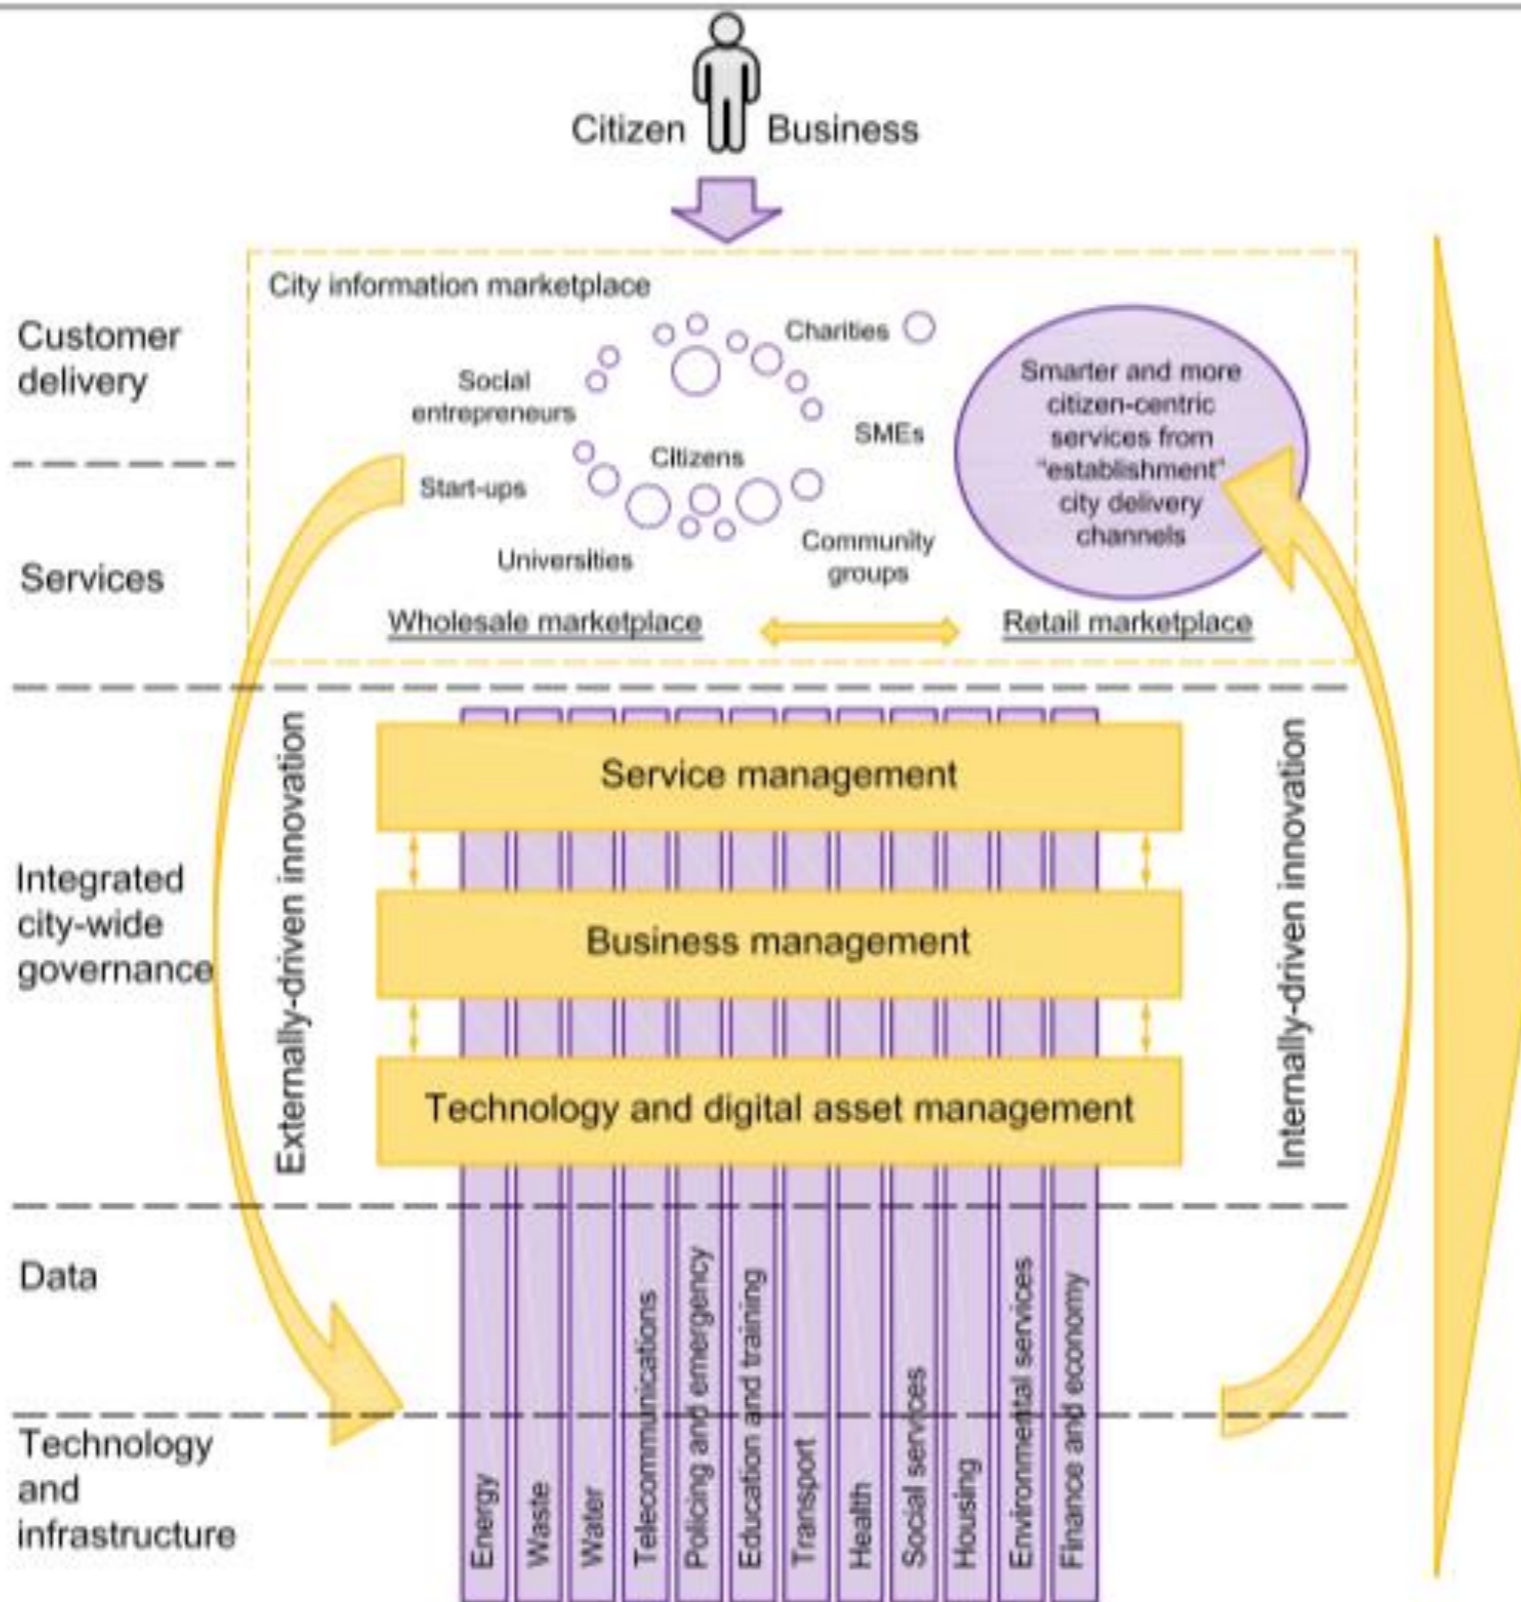 Citizen Business
City information marketplace
Customer
delivery
Charities
Social
entrepreneurs
SMEs
Citizens
Start-ups
Universities
Community
groups
Smarter and more
citizen-centric
services from
"establishment"
city delivery
channels
Services
Wholesale marketplace
Retail marketplace
Externally-driven innovation
Internally-driven innovation
Service management
Integrated
city-wide
governance
Business management
Technology and digital asset management
Data
Technology
and
infrastructure
Energy
Waste
Water
Telecommunications
Policing and emergency
Education and training
Transport
Health
Social services
Housing
Environmental services
Finance and economy